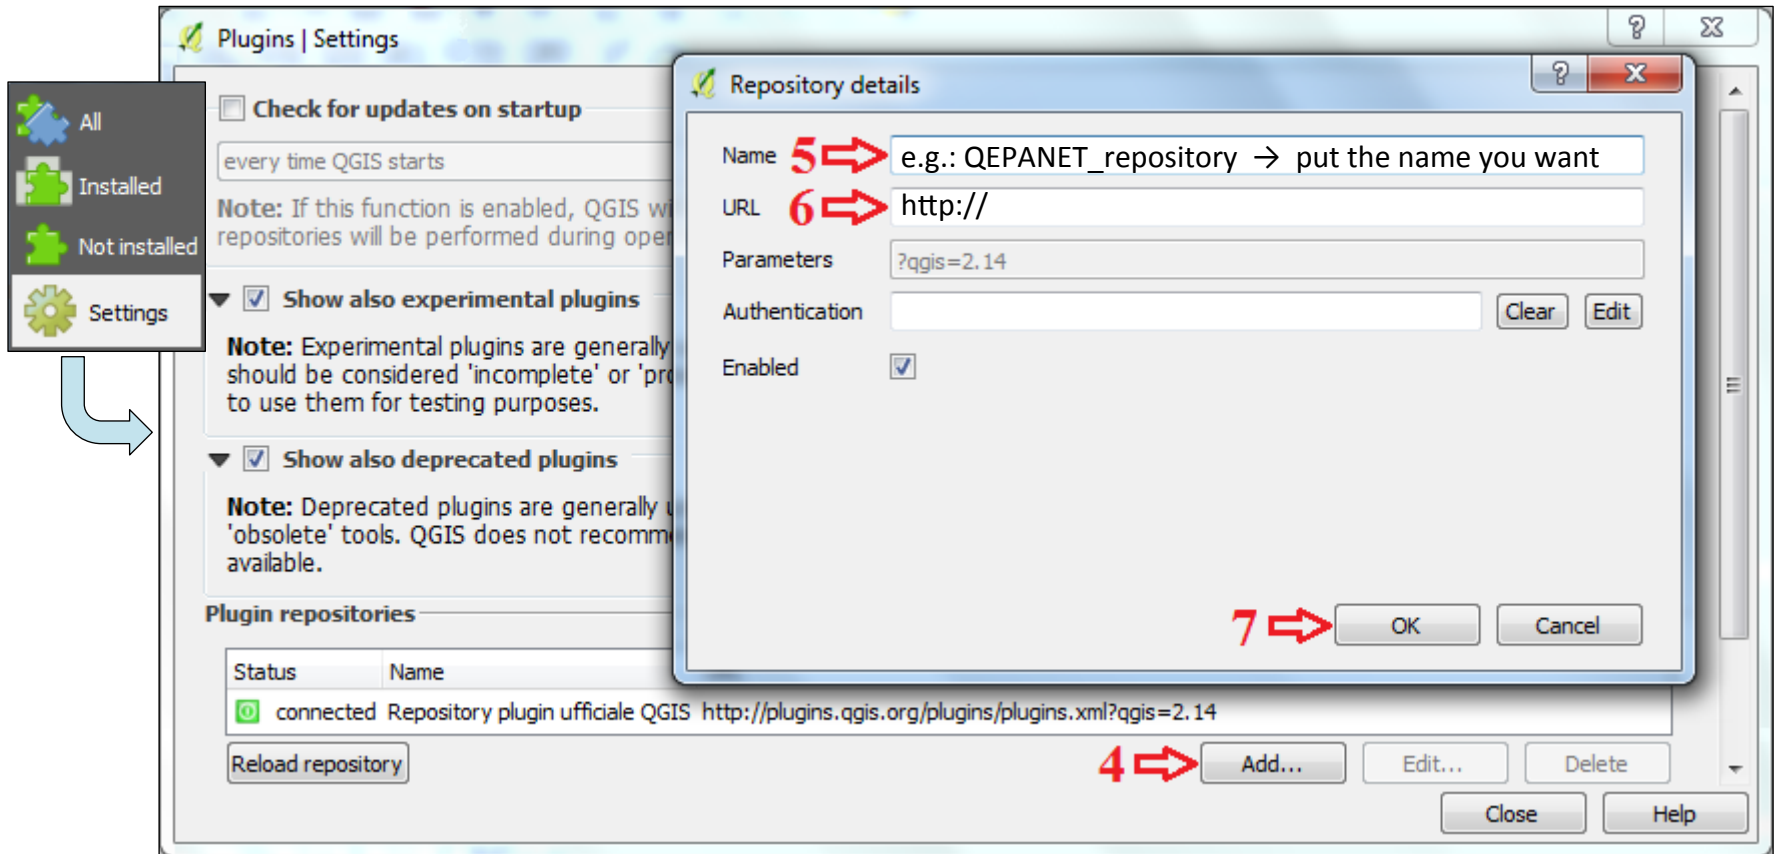 Plugins | Settings
All
Installed
Not installed
Settings
Check for updates on startup
every time QGIS starts
Note: If this function is enabled, QGIS
repositories will be performed during
Show also experimental plugins
Note: Experimental plugins are generally
should be considered 'incomplete' or
to use them for testing purposes.
Show also deprecated plugins
Note: Deprecated plugins are generally
'obsolete' tools. QGIS does not
available.
Plugin repositories
Status Name
connected Repository plugin ufficiale QGIS http://plugins.qgis.org/plugins/plugins.xml?qgis=2.14
Reload repository
4 Add... Edit... Delete
Close Help
Repository details
Name 5 e.g.: QEPANET_repository → put the name you want
URL 6 http://
Parameters ?qgis=2.14
Authentication Clear Edit
Enabled
7 OK Cancel